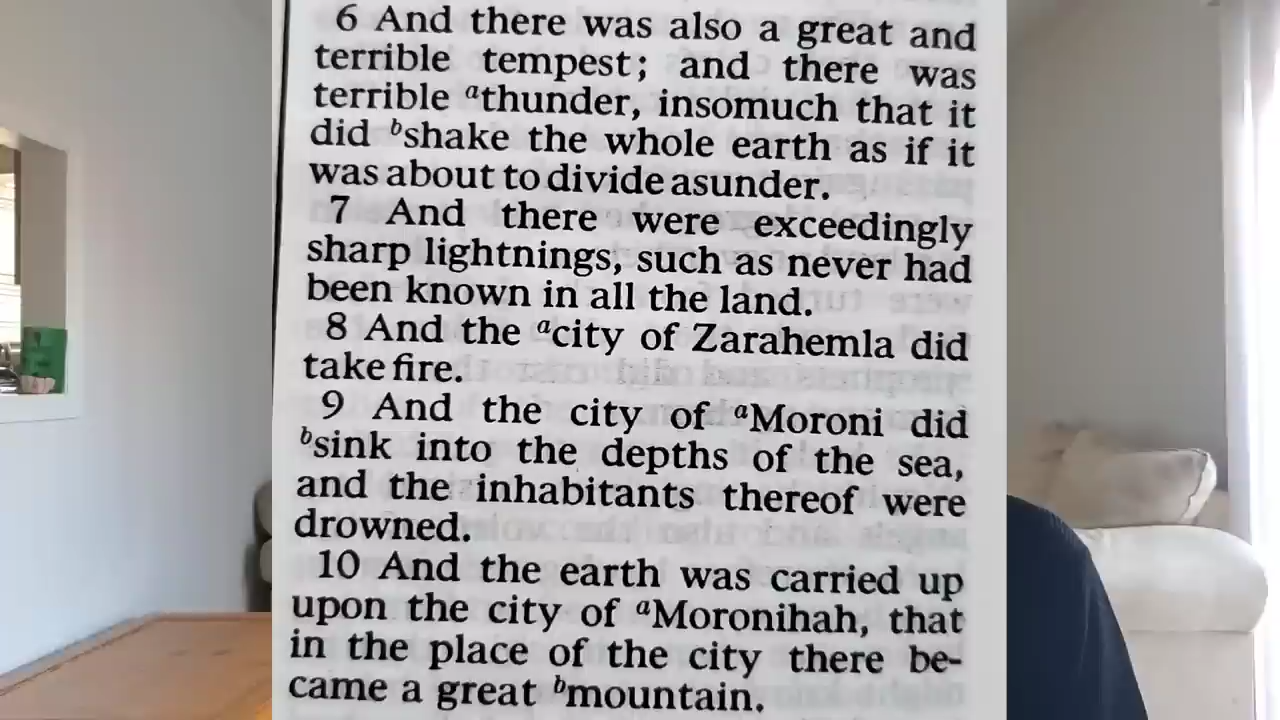 6 And there was also a great and
terrible tempest; and there was
terrible ᵃthunder, insomuch that it
did ᵇshake the whole earth as if it
was about to divide asunder.
7 And there were exceedingly
sharp lightnings, such as never had
been known in all the land.
8 And the ᵃcity of Zarahemla did
take fire.
9 And the city of ᵃMoroni did
ᵇsink into the depths of the sea,
and the inhabitants thereof were
drowned.
10 And the earth was carried up
upon the city of ᵃMoronihah, that
in the place of the city there be-
came a great ᵇmountain.